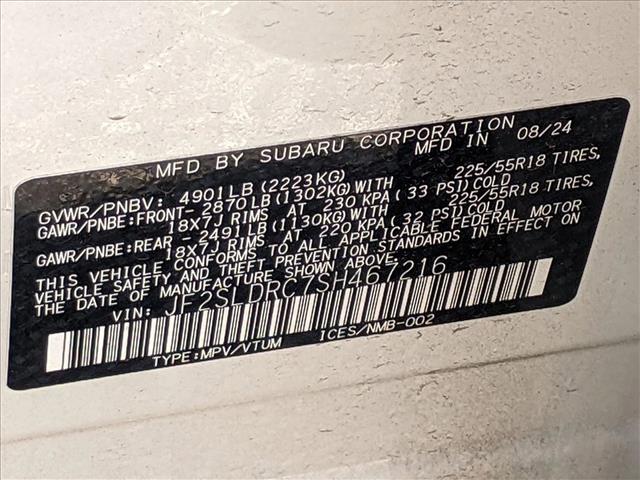 MFD BY SUBARU CORPORATION
MFD IN 08/24
GVWR/PNBV: 4901LB(2223KG)
GAWR/PNBE:FRONT- 2870LB(1302KG)WITH 225/55R18 TIRES,
18X7J RIMS AT 230 KPA(33 PSI)COLD
GAWR/PNBE:REAR -2491LB(1130KG)WITH 225/55R18 TIRES,
18X7J RIMS AT 220 KPA(32 PSI)COLD
THIS VEHICLE CONFORMS TO ALL APPLICABLE FEDERAL MOTOR
VEHICLE SAFETY AND THEFT PREVENTION STANDARDS IN EFFECT ON
THE DATE OF MANUFACTURE SHOWN ABOVE.
VIN: JF2SLDRC7SH467216
TYPE:MPV/VTUM ICES/NMB-002